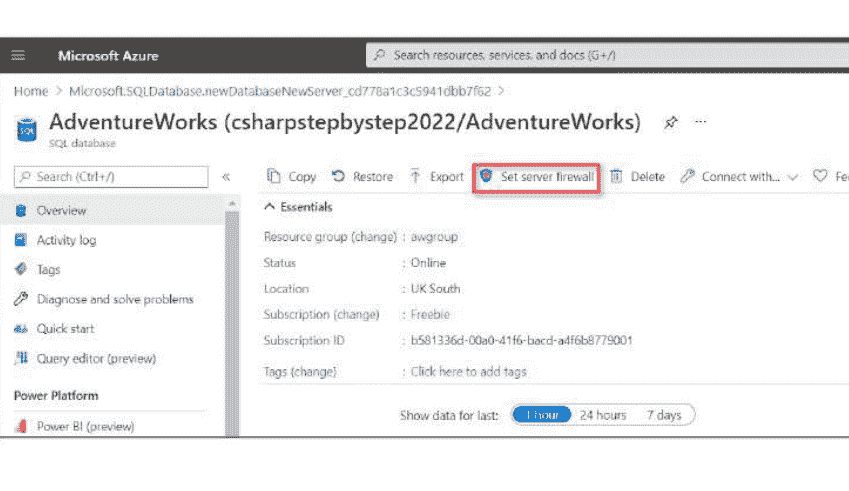 Microsoft Azure
Search resources, services, and docs (G+/)
Home > Microsoft.SQLDatabase.newDatabaseNewServer_cd778a1c3c5941dbb7f62 >
AdventureWorks (csharpstepbystep2022/AdventureWorks) ...
SQL
SQL database
Search (Ctrl+/) «
Copy Restore Export Set server firewall Delete Connect with... Fe
Overview
Activity log
Tags
Diagnose and solve problems
Quick start
Query editor (preview)
Power Platform
Power BI (preview)
Essentials
Resource group (change) : awgroup
Status : Online
Location : UK South
Subscription (change) : Freebie
Subscription ID : b581336d-00a0-41f6-bacd-a4f6b8779001
Tags (change) : Click here to add tags
Show data for last: 1 hour 24 hours 7 days